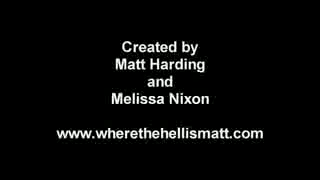 Created by
Matt Harding
and
Melissa Nixon
www.wherethehellismatt.com